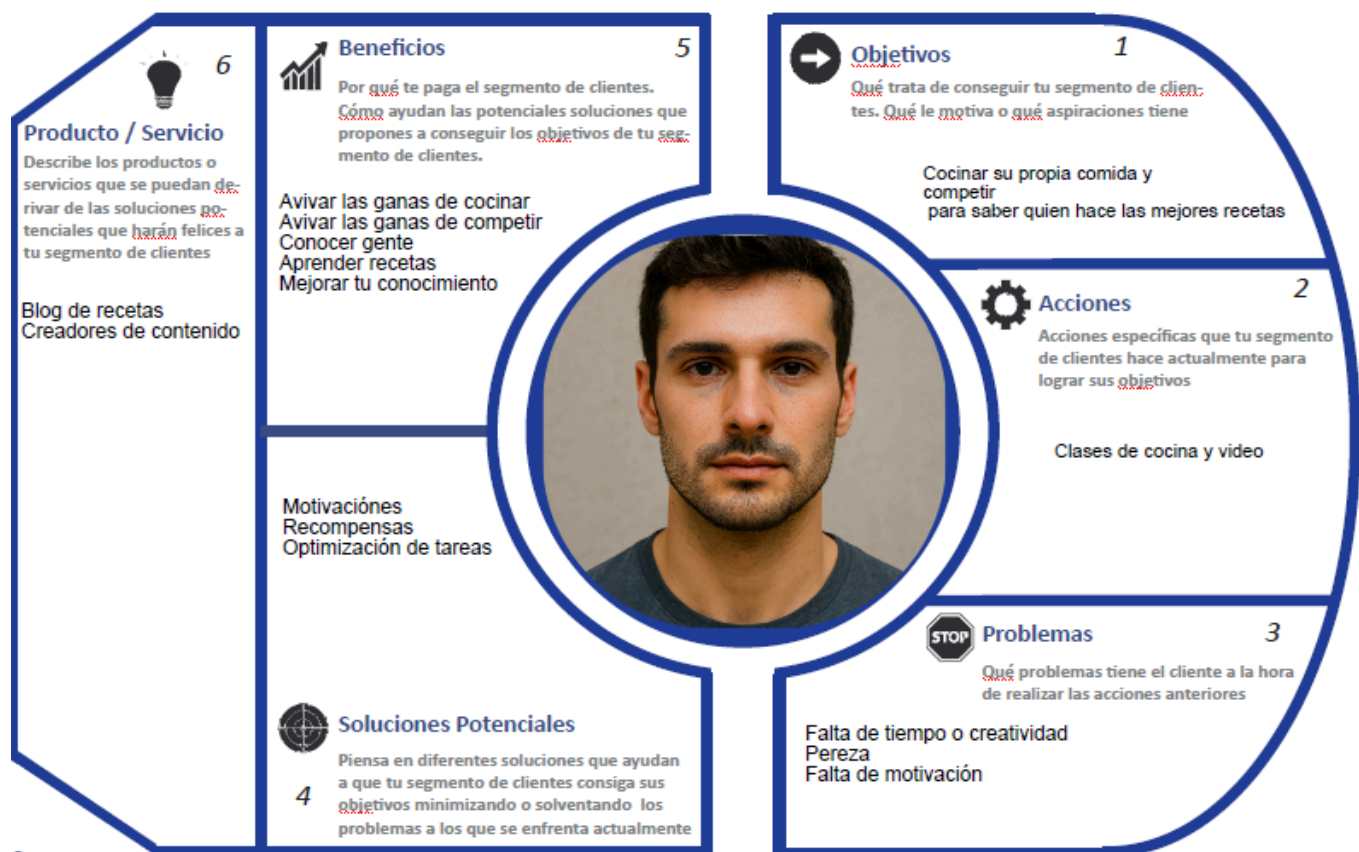 6
Producto / Servicio
Describe los productos o
servicios que se puedan de-
rivar de las soluciones po-
tenciales que harán felices a
tu segmento de clientes
Blog de recetas
Creadores de contenido
Beneficios
5
Por qué te paga el segmento de clientes.
Cómo ayudan las potenciales soluciones que
propones a conseguir los objetivos de tu seg-
mento de clientes.
Avivar las ganas de cocinar
Avivar las ganas de competir
Conocer gente
Aprender recetas
Mejorar tu conocimiento
Motivaciónes
Recompensas
Optimización de tareas
Soluciones Potenciales
4
Piensa en diferentes soluciones que ayudan
a que tu segmento de clientes consiga sus
objetivos minimizando o solventando los
problemas a los que se enfrenta actualmente
Objetivos
1
Qué trata de conseguir tu segmento de clien-
tes. Qué le motiva o qué aspiraciones tiene
Cocinar su propia comida y
competir
para saber quien hace las mejores recetas
Acciones
2
Acciones específicas que tu segmento
de clientes hace actualmente para
lograr sus objetivos
Clases de cocina y video
STOP
Problemas
3
Qué problemas tiene el cliente a la hora
de realizar las acciones anteriores
Falta de tiempo o creatividad
Pereza
Falta de motivación